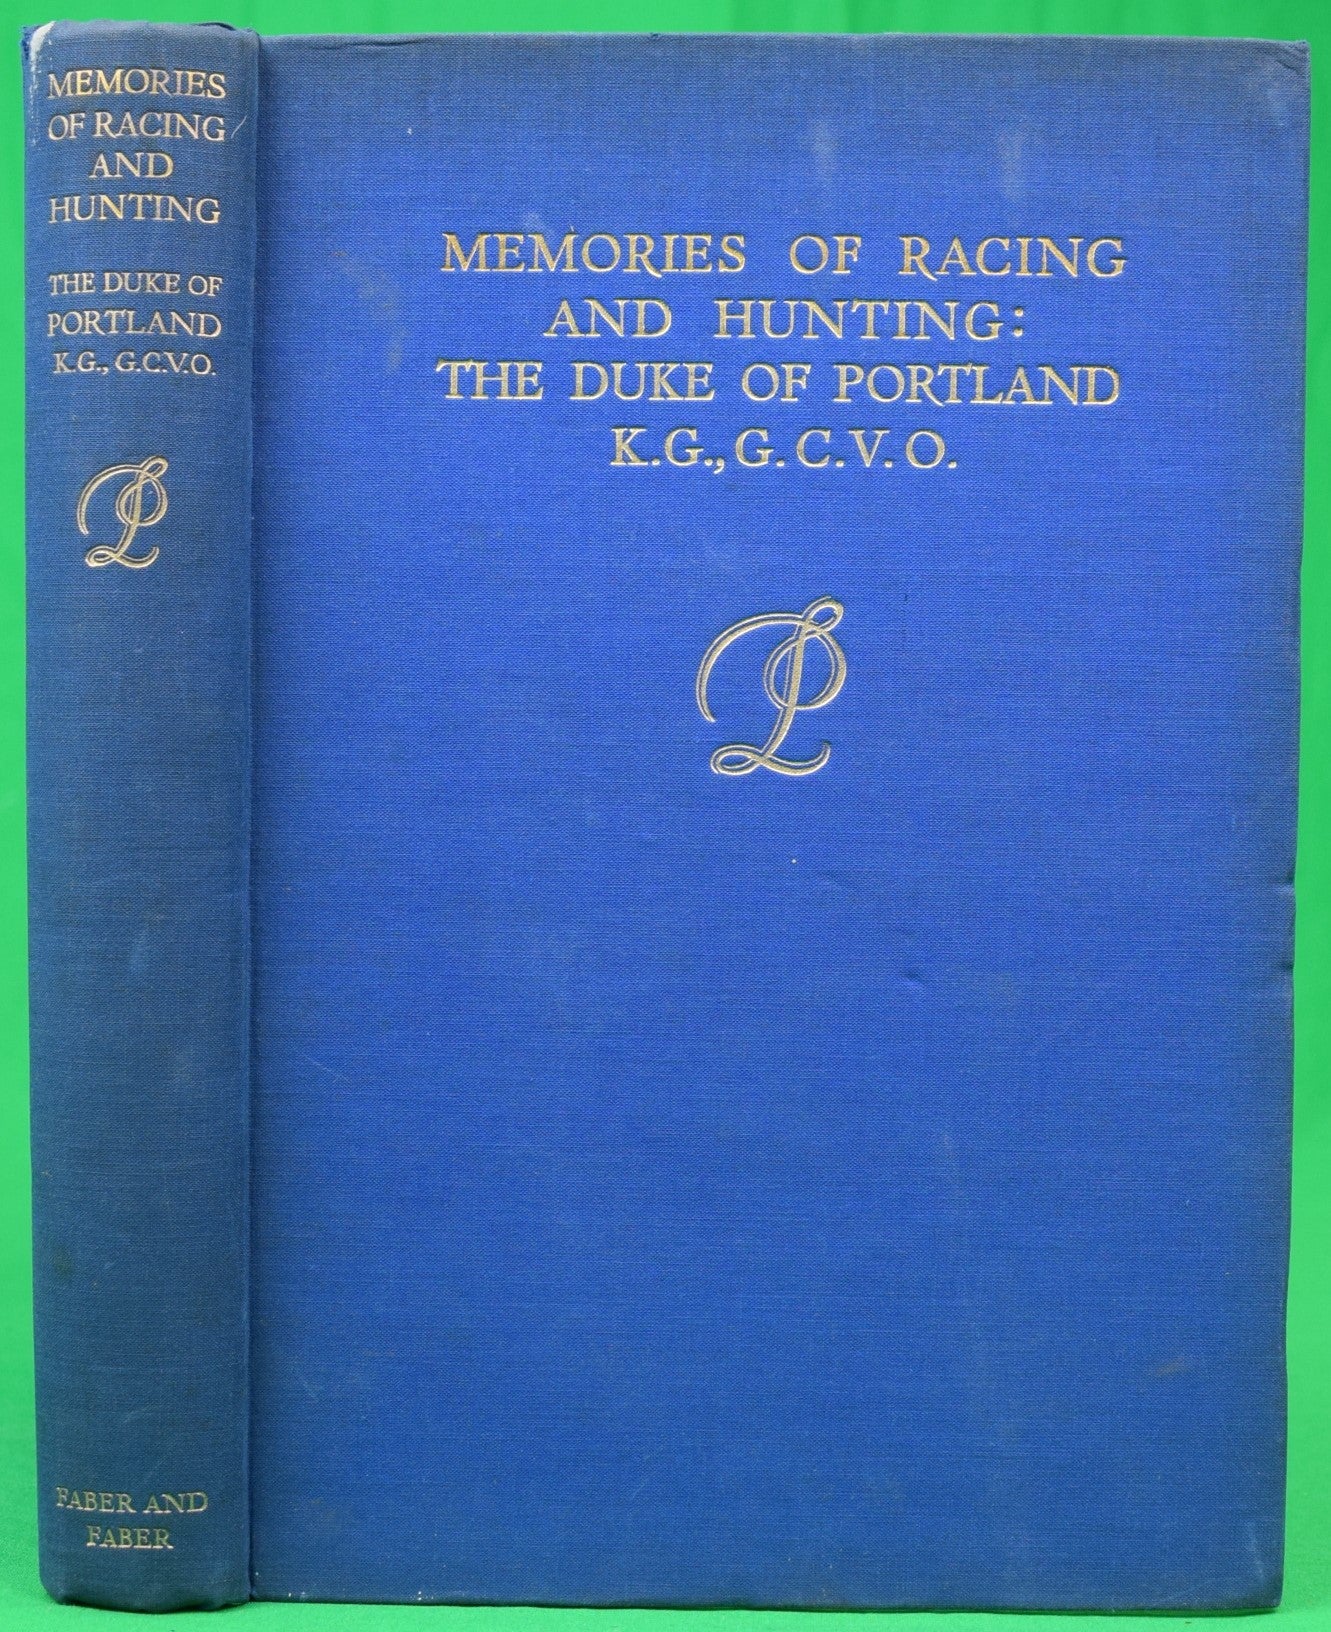 MEMORIES
OF RACING
AND
HUNTING
THE DUKE OF
PORTLAND
K.G., G.C.V.O.
P
FABER AND
FABER
MEMORIES OF RACING
AND HUNTING:
THE DUKE OF PORTLAND
K.G., G.C.V.O.
P